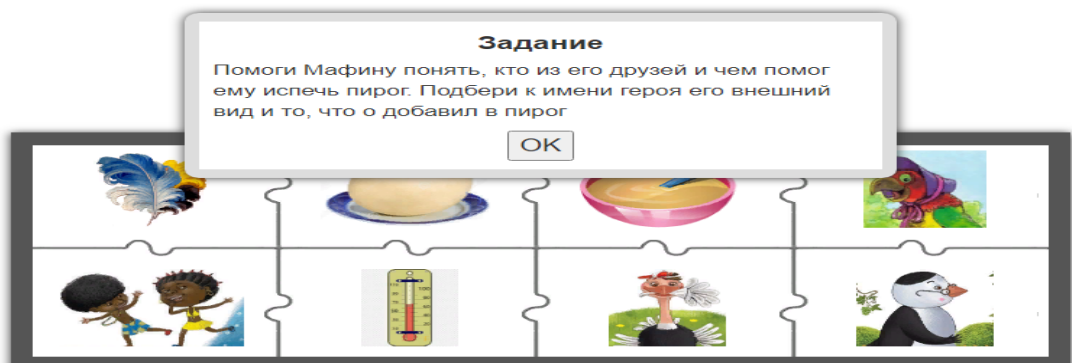 Задание
Помоги Мафину понять, кто из его друзей и чем помог
ему испечь пирог. Подбери к имени героя его внешний
вид и то, что о добавил в пирог
OK